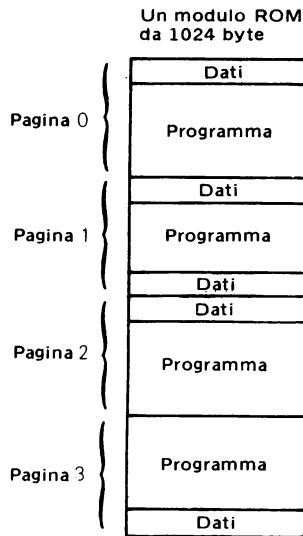 Un modulo ROM
da 1024 byte
Dati
Pagina 0
Programma
Dati
Pagina 1
Programma
Dati
Dati
Pagina 2
Programma
Programma
Pagina 3
Dati